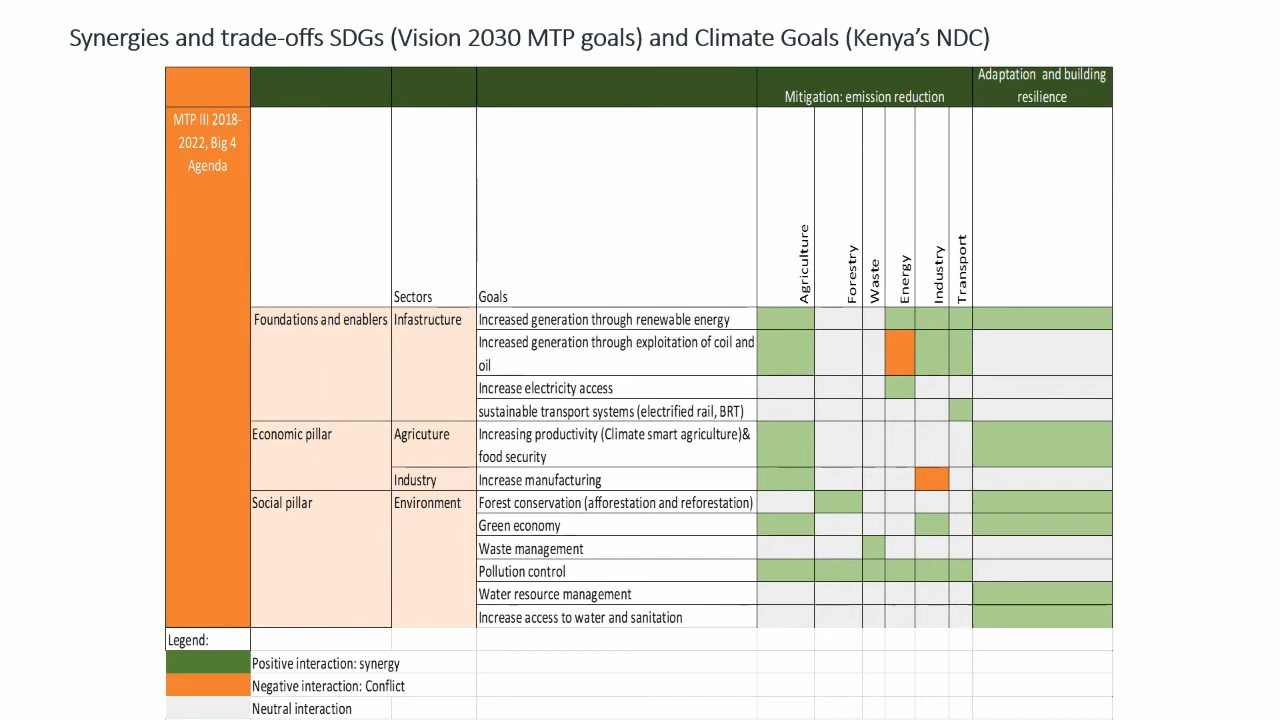 Synergies and trade-offs SDGs (Vision 2030 MTP goals) and Climate Goals (Kenya’s NDC)
Mitigation: emission reduction
Adaptation and building
resilience
MTP III 2018-
2022, Big 4
Agenda
Sectors
Goals
Agriculture
Forestry
Waste
Energy
Industry
Transport
Foundations and enablers
Infastructure
Increased generation through renewable energy
Increased generation through exploitation of coil and
oil
Increase electricity access
sustainable transport systems (electrified rail, BRT)
Economic pillar
Agricuture
Increasing productivity (Climate smart agriculture)&
food security
Industry
Increase manufacturing
Social pillar
Environment
Forest conservation (afforestation and reforestation)
Green economy
Waste management
Pollution control
Water resource management
Increase access to water and sanitation
Legend:
Positive interaction: synergy
Negative interaction: Conflict
Neutral interaction